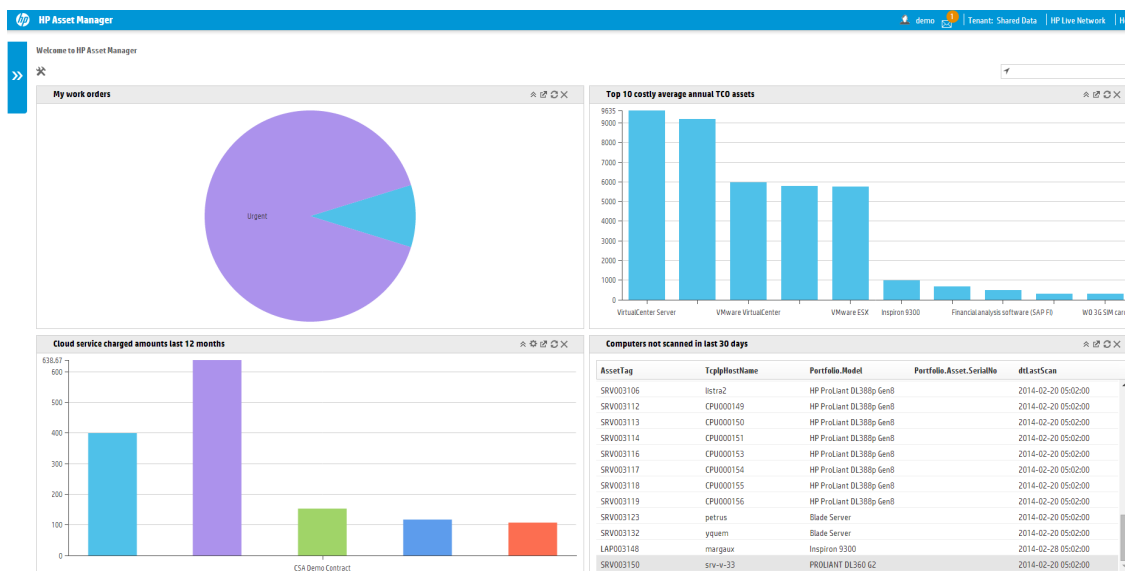 hp HP Asset Manager demo 1 Tenant: Shared Data HP Live Network
Welcome to HP Asset Manager
My work orders
Urgent
Top 10 costly average annual TCO assets
9635
9000
8000
7000
6000
5000
4000
3000
2000
1000
0
VirtualCenter Server VMware VirtualCenter VMware ESX Inspiron 9300 Financial analysis software (SAP FI) W0 3G SIM car
Cloud service charged amounts last 12 months
638.67
600
500
400
300
200
100
0
CSA Demo Contract
Computers not scanned in last 30 days
AssetTag TcpIpHostName Portfolio.Model Portfolio.Asset.SerialNo dtLastScan
SRV003106 listra2 HP ProLiant DL388p Gen8 2014-02-20 05:02:00
SRV003112 CPU000149 HP ProLiant DL388p Gen8 2014-02-20 05:02:00
SRV003113 CPU000150 HP ProLiant DL388p Gen8 2014-02-20 05:02:00
SRV003114 CPU000151 HP ProLiant DL388p Gen8 2014-02-20 05:02:00
SRV003116 CPU000153 HP ProLiant DL388p Gen8 2014-02-20 05:02:00
SRV003117 CPU000154 HP ProLiant DL388p Gen8 2014-02-20 05:02:00
SRV003118 CPU000155 HP ProLiant DL388p Gen8 2014-02-20 05:02:00
SRV003119 CPU000156 HP ProLiant DL388p Gen8 2014-02-20 05:02:00
SRV003123 petrus Blade Server 2014-02-20 05:02:00
SRV003132 yquem Blade Server 2014-02-20 05:02:00
LAP003148 margaux Inspiron 9300 2014-02-28 05:02:00
SRV003150 srv-v-33 PROLIANT DL360 G2 2014-02-20 05:02:00